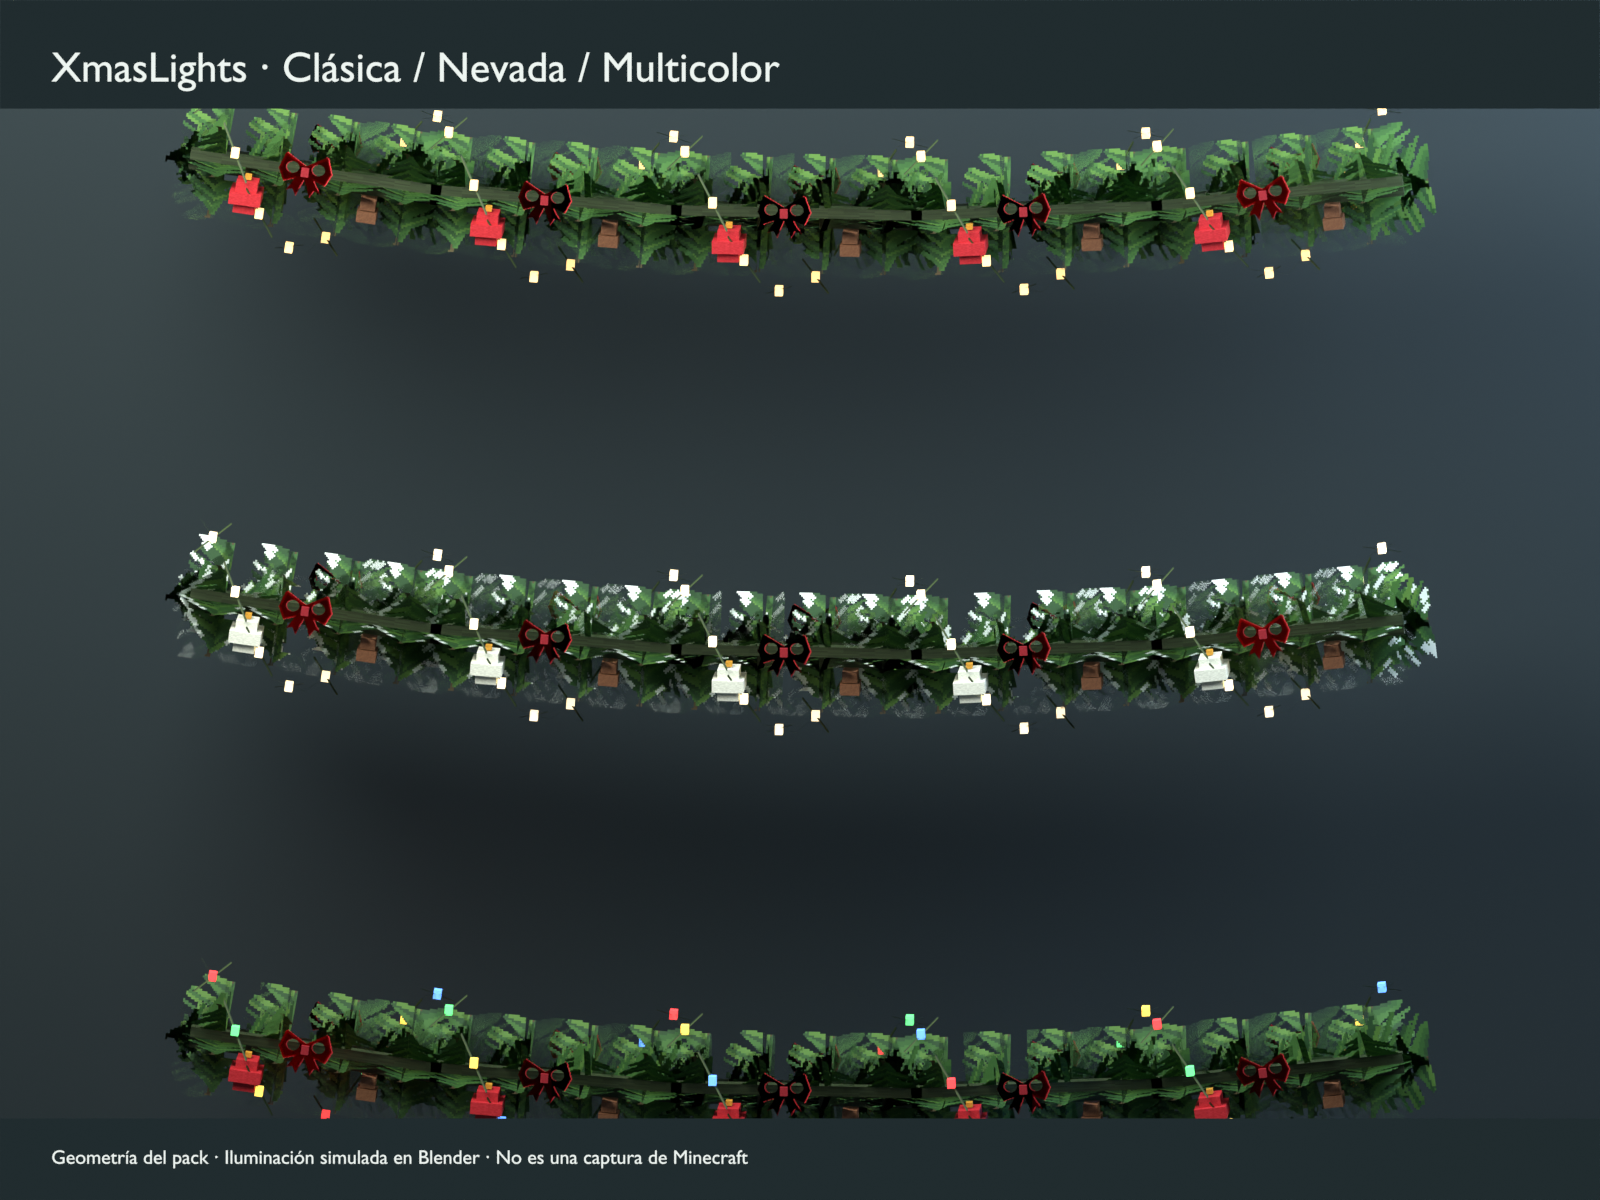 XmasLights · Clásica / Nevada / Multicolor
Geometría del pack · Iluminación simulada en Blender · No es una captura de Minecraft